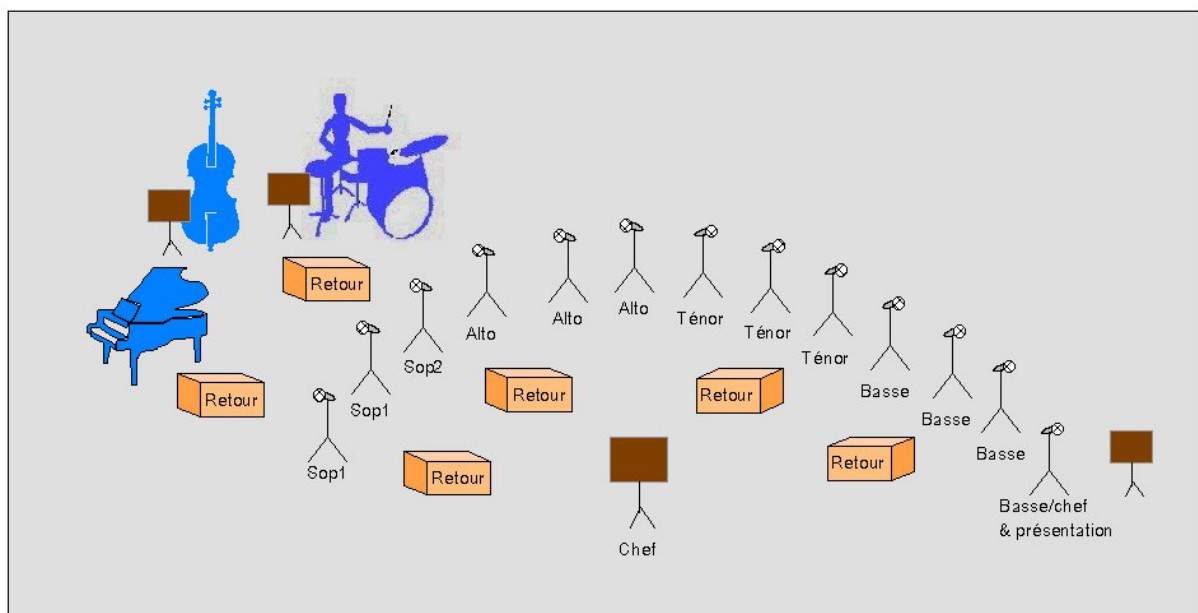 Retour
Alto
Alto
Alto
Ténor
Ténor
Ténor
Sop2
Retour
Retour
Retour
Basse
Sop1
Basse
Sop1
Retour
Retour
Basse
Basse/chef
& présentation
Chef